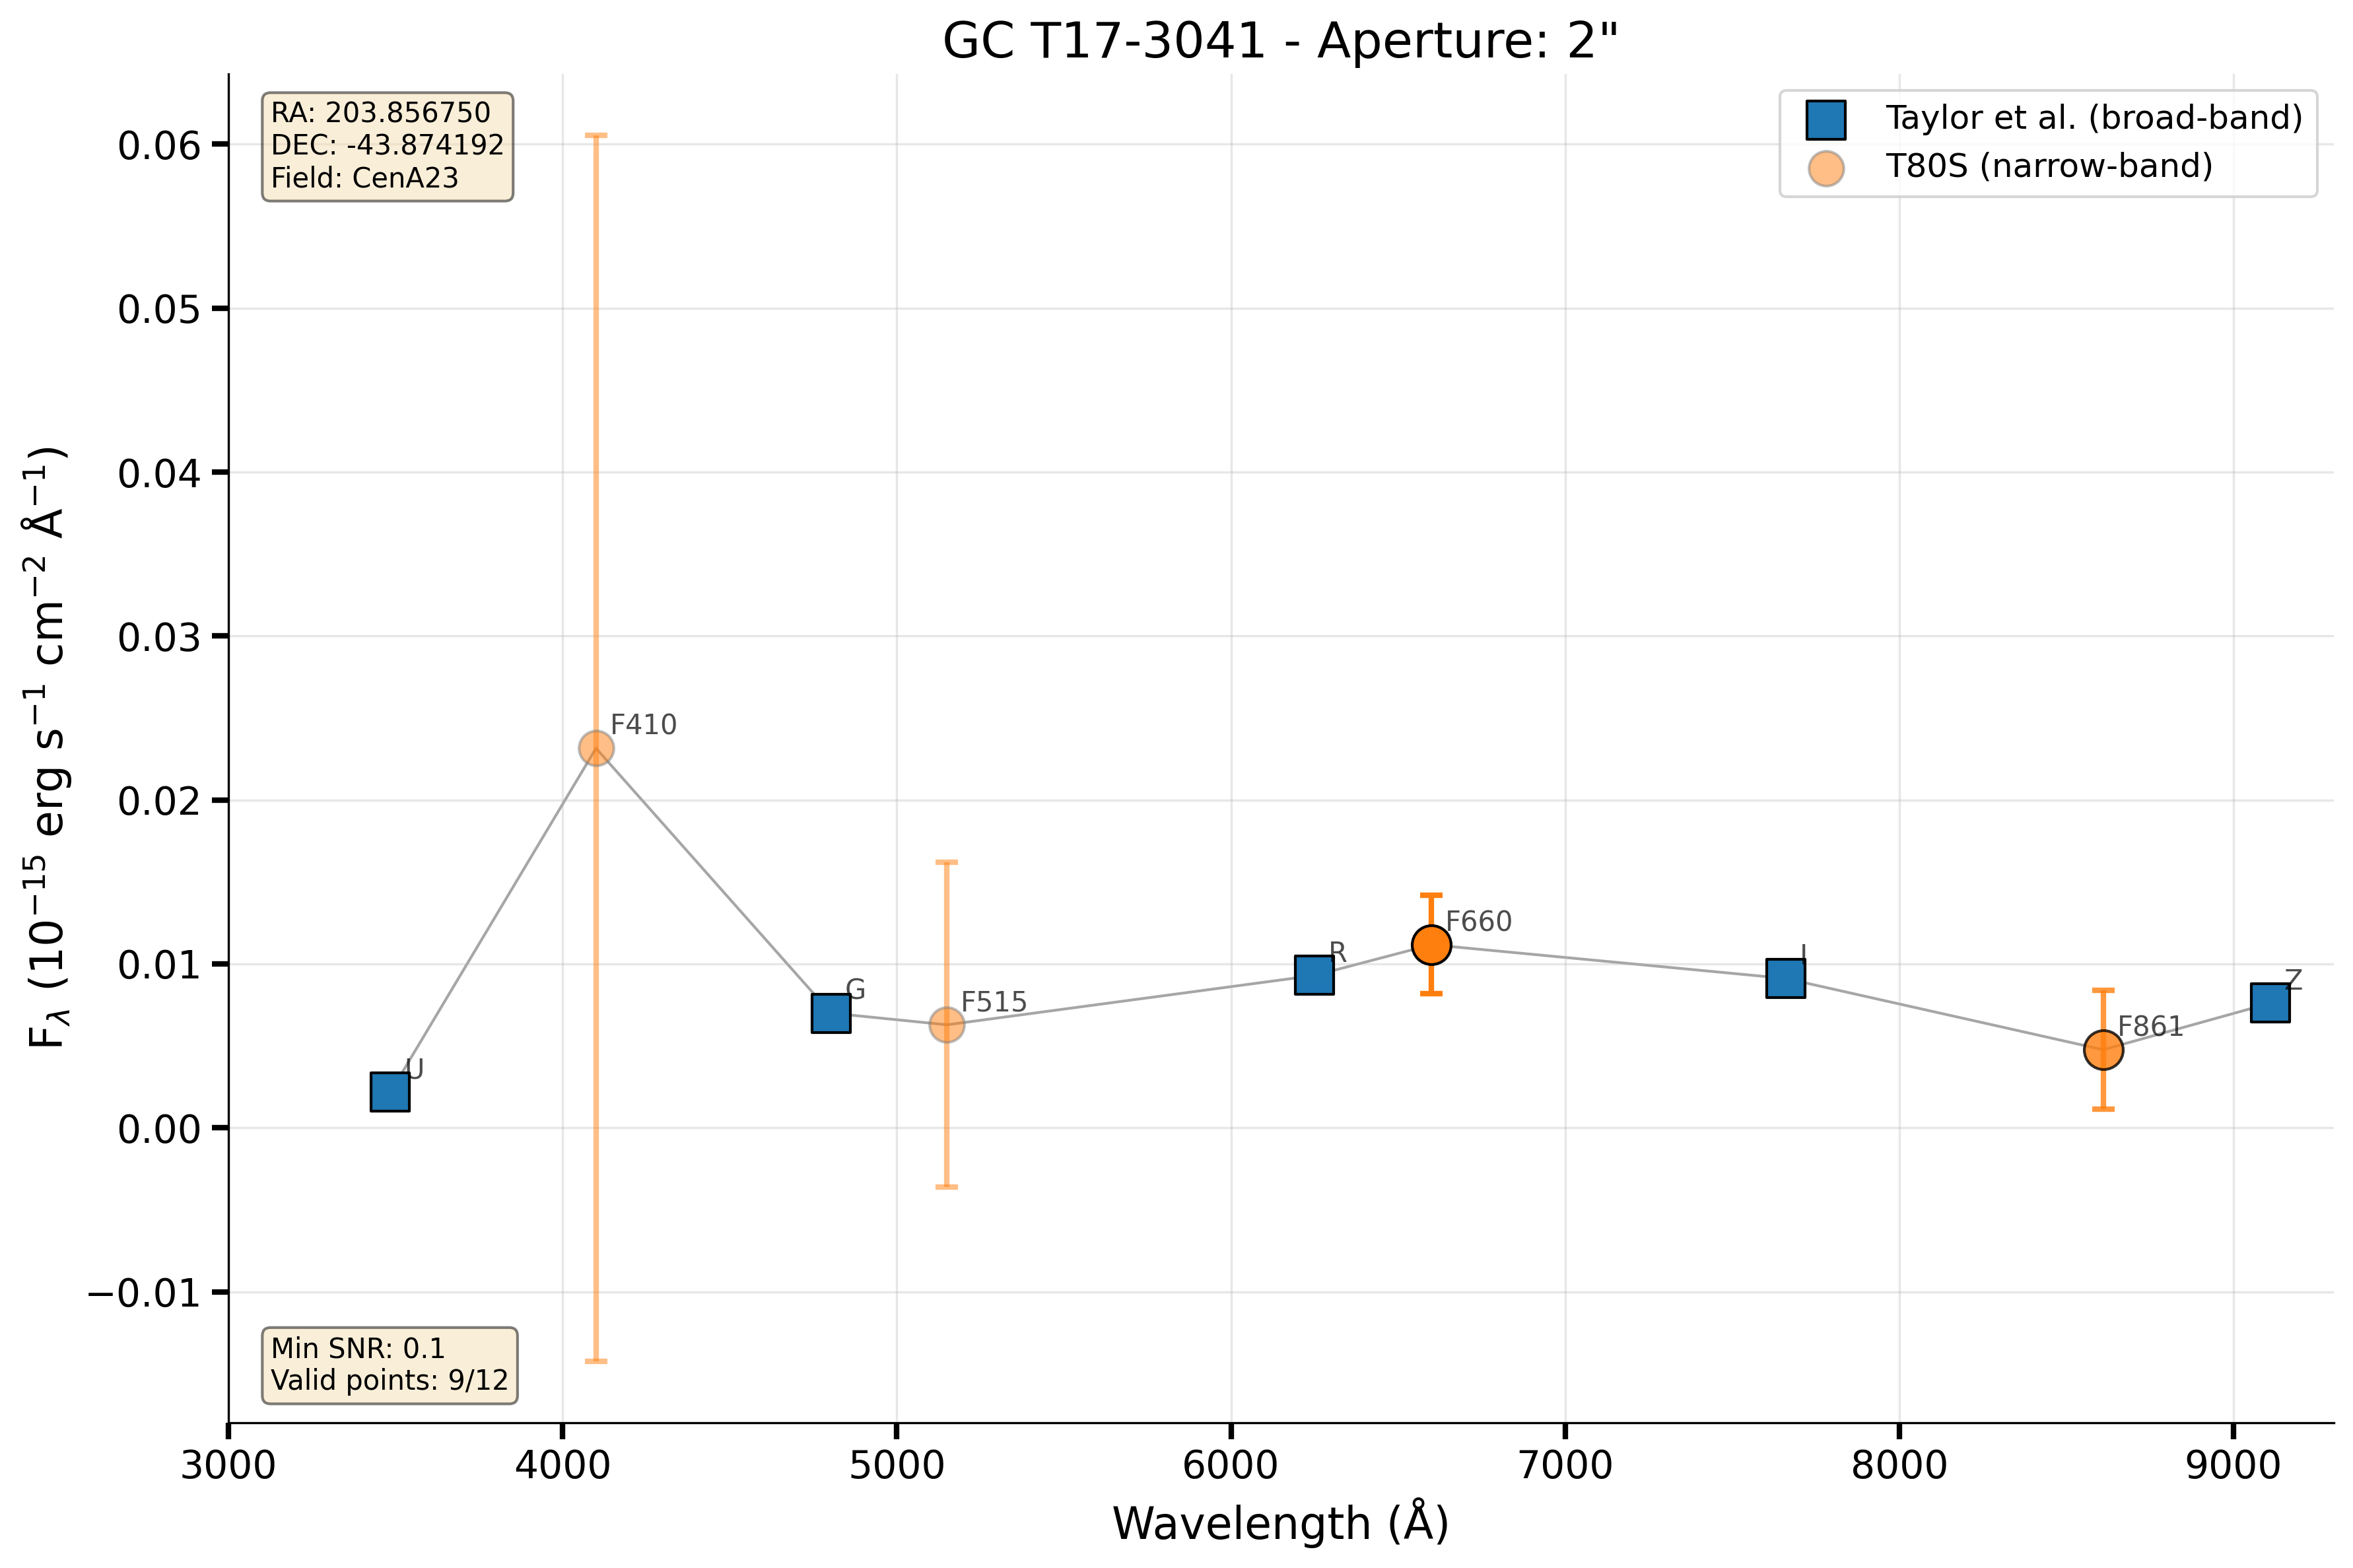 GC T17-3041 - Aperture: 2"
RA: 203.856750
DEC: -43.874192
Field: CenA23
Taylor et al. (broad-band)
T80S (narrow-band)
0.06
0.05
0.04
0.03
0.02
0.01
0.00
−0.01
F_λ (10⁻¹⁵ erg s⁻¹ cm⁻² Å⁻¹)
U
F410
G
F515
R
F660
I
F861
Z
Min SNR: 0.1
Valid points: 9/12
3000 4000 5000 6000 7000 8000 9000
Wavelength (Å)